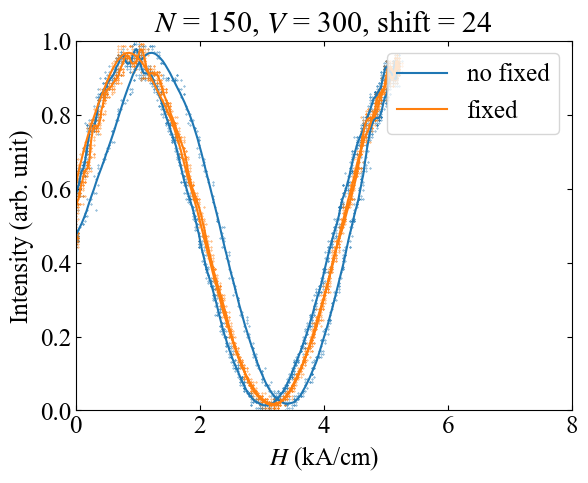 N = 150, V = 300, shift = 24
Intensity (arb. unit)
1.0
0.8
0.6
0.4
0.2
0.0
no fixed
fixed
0 2 4 6 8
H (kA/cm)